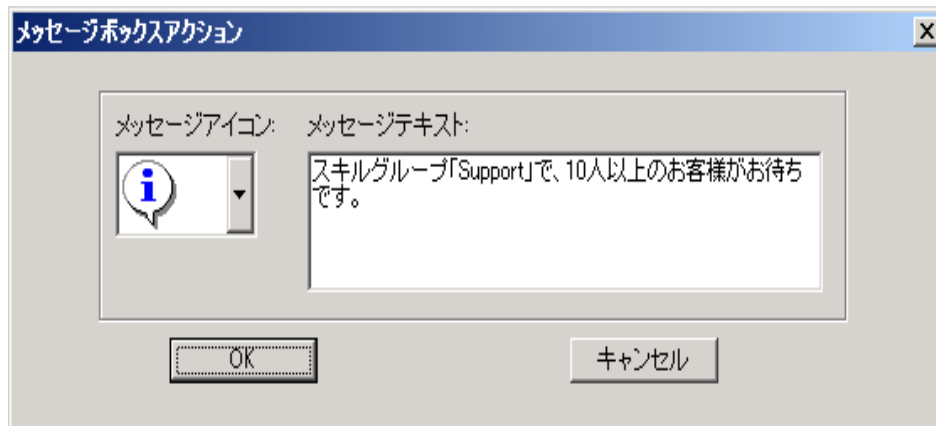 メッセージボックスアクション
メッセージアイコン:
メッセージテキスト:
スキルグループ「Support」で、10人以上のお客様がお待ち
です。
OK
キャンセル